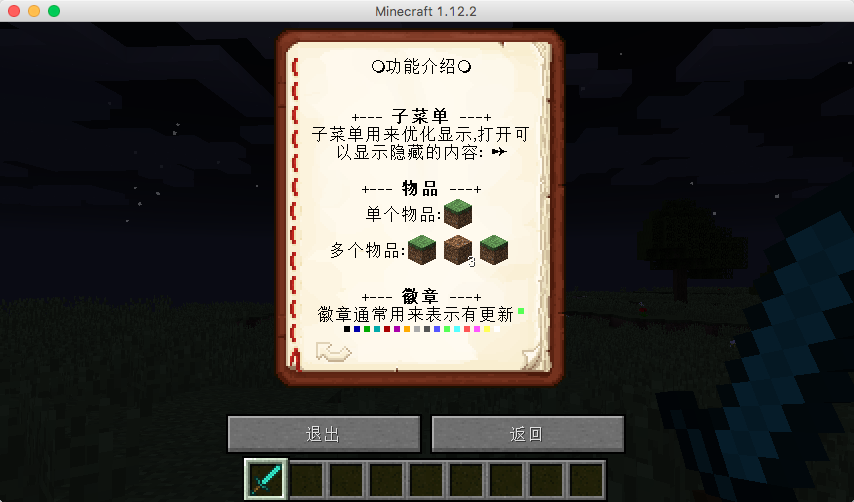 Minecraft 1.12.2
❍功能介绍❍
+--- 子菜单 ---+
子菜单用来优化显示,打开可
以显示隐藏的内容: ➵
+--- 物品 ---+
单个物品:
多个物品:
3
+--- 徽章 ---+
徽章通常用来表示有更新
退出
返回